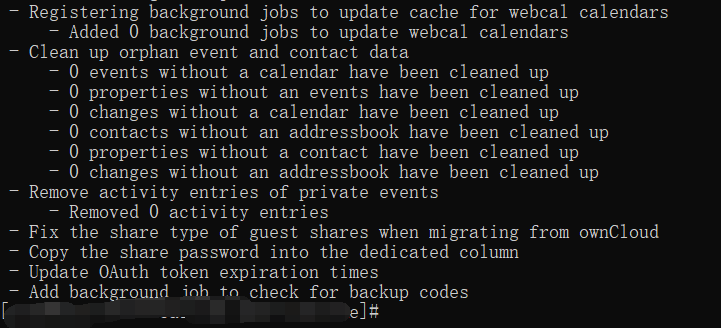 - Registering background jobs to update cache for webcal calendars
- Added 0 background jobs to update webcal calendars
- Clean up orphan event and contact data
- 0 events without a calendar have been cleaned up
- 0 properties without an events have been cleaned up
- 0 changes without a calendar have been cleaned up
- 0 contacts without an addressbook have been cleaned up
- 0 properties without a contact have been cleaned up
- 0 changes without an addressbook have been cleaned up
- Remove activity entries of private events
- Removed 0 activity entries
- Fix the share type of guest shares when migrating from ownCloud
- Copy the share password into the dedicated column
- Update OAuth token expiration times
- Add background job to check for backup codes
[ e]#